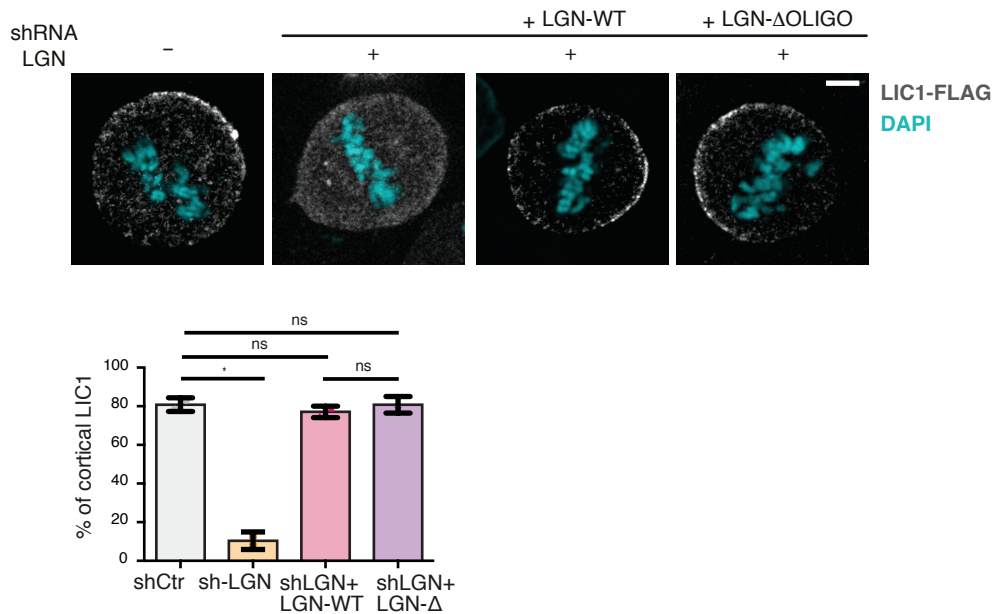 + LGN-WT + LGN-ΔOLIGO
shRNA
LGN – + + +
LIC1-FLAG
DAPI
ns
ns
* ns
% of cortical LIC1
100
80
60
40
20
0
shCtr sh-LGN shLGN+ shLGN+
LGN-WT LGN-Δ